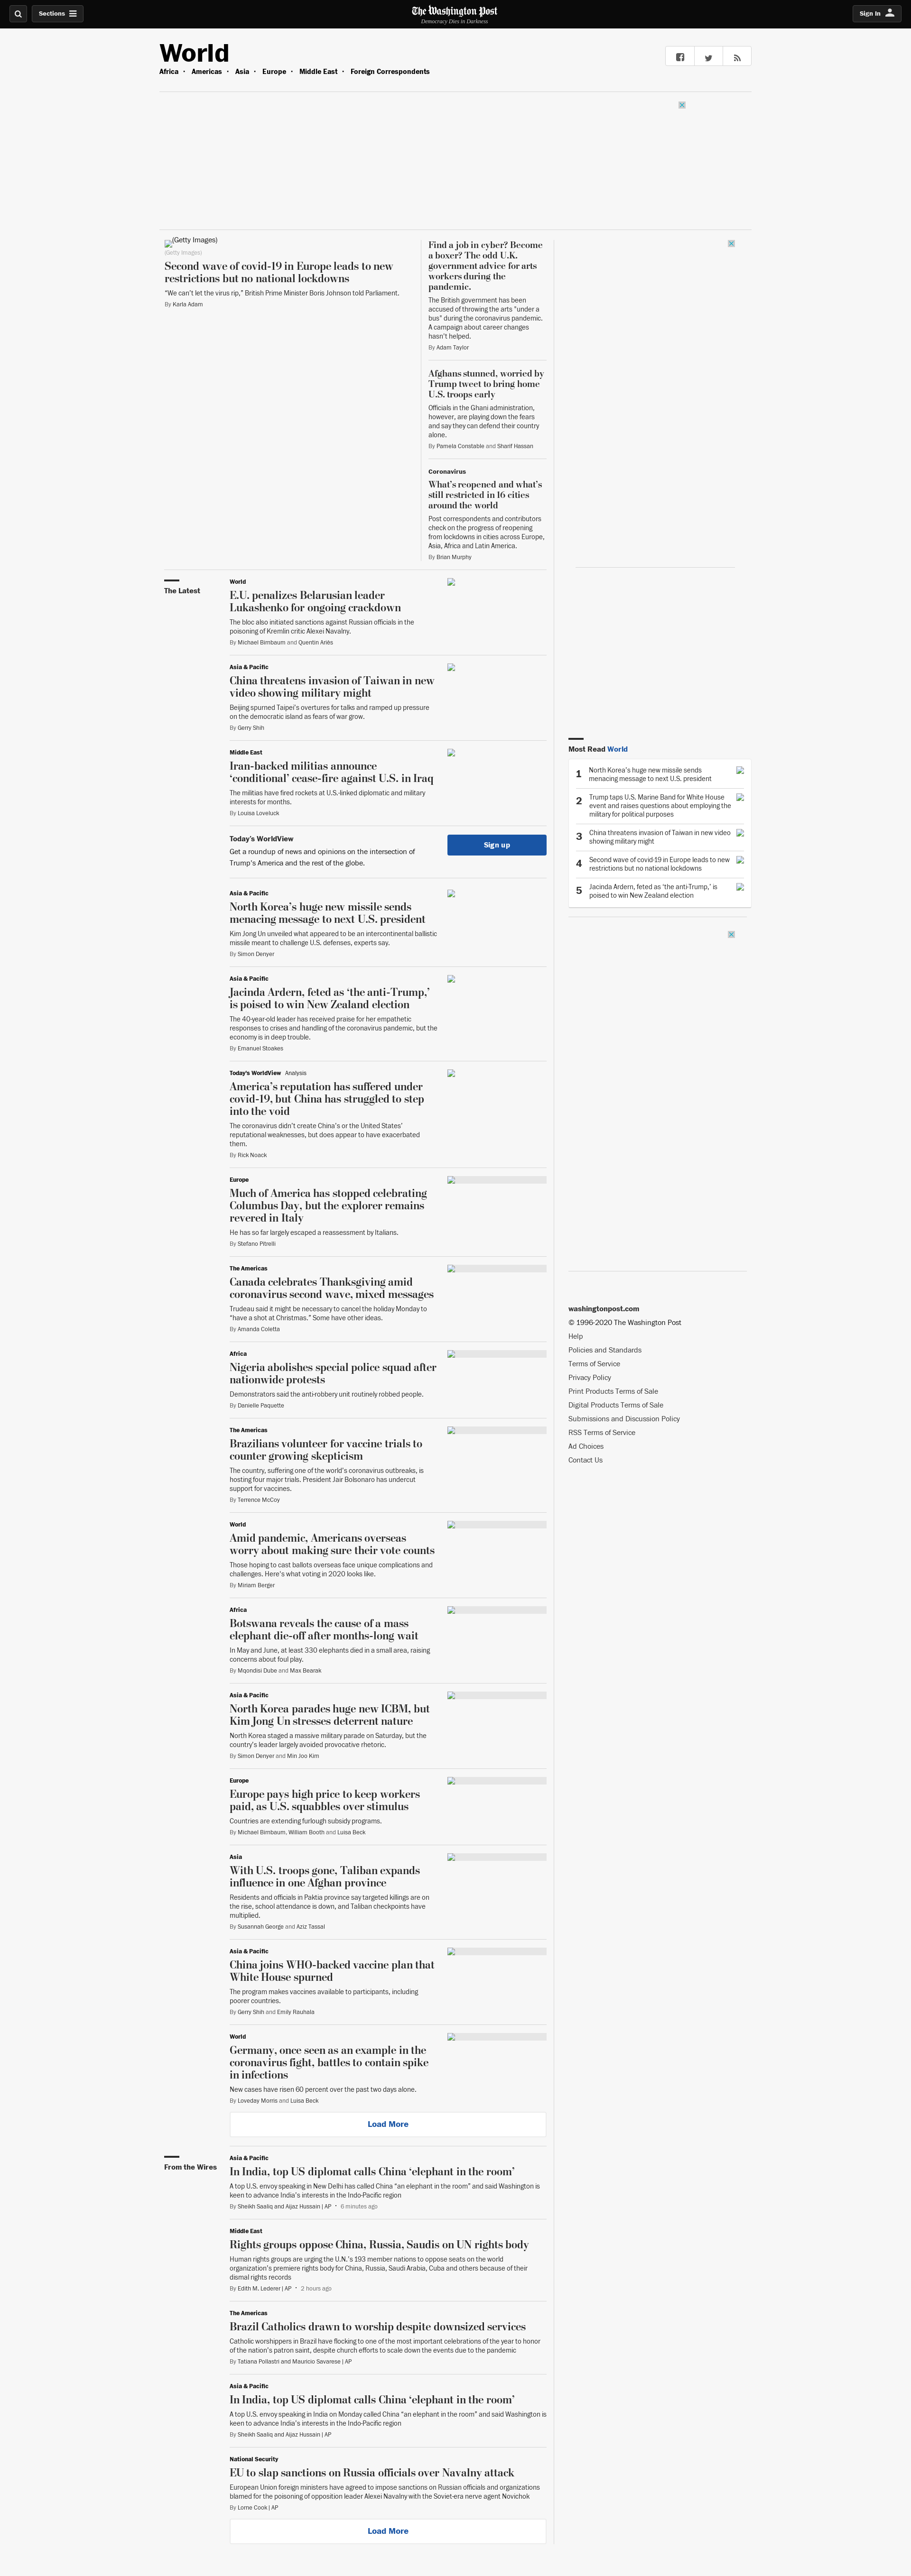 Sections
The Washington Post
Democracy Dies in Darkness
Sign In
World
Africa • Americas • Asia • Europe • Middle East • Foreign Correspondents
(Getty Images)
(Getty Images)
Second wave of covid-19 in Europe leads to new
restrictions but no national lockdowns
“We can’t let the virus rip,” British Prime Minister Boris Johnson told Parliament.
By Karla Adam
Find a job in cyber? Become
a boxer? The odd U.K.
government advice for arts
workers during the
pandemic.
The British government has been
accused of throwing the arts "under a
bus" during the coronavirus pandemic.
A campaign about career changes
hasn't helped.
By Adam Taylor
Afghans stunned, worried by
Trump tweet to bring home
U.S. troops early
Officials in the Ghani administration,
however, are playing down the fears
and say they can defend their country
alone.
By Pamela Constable and Sharif Hassan
Coronavirus
What’s reopened and what’s
still restricted in 16 cities
around the world
Post correspondents and contributors
check on the progress of reopening
from lockdowns in cities across Europe,
Asia, Africa and Latin America.
By Brian Murphy
The Latest
World
E.U. penalizes Belarusian leader
Lukashenko for ongoing crackdown
The bloc also initiated sanctions against Russian officials in the
poisoning of Kremlin critic Alexei Navalny.
By Michael Birnbaum and Quentin Ariès
Asia & Pacific
China threatens invasion of Taiwan in new
video showing military might
Beijing spurned Taipei’s overtures for talks and ramped up pressure
on the democratic island as fears of war grow.
By Gerry Shih
Middle East
Iran-backed militias announce
‘conditional’ cease-fire against U.S. in Iraq
The militias have fired rockets at U.S.-linked diplomatic and military
interests for months.
By Louisa Loveluck
Today’s WorldView
Get a roundup of news and opinions on the intersection of
Trump’s America and the rest of the globe.
Sign up
Asia & Pacific
North Korea’s huge new missile sends
menacing message to next U.S. president
Kim Jong Un unveiled what appeared to be an intercontinental ballistic
missile meant to challenge U.S. defenses, experts say.
By Simon Denyer
Asia & Pacific
Jacinda Ardern, feted as ‘the anti-Trump,’
is poised to win New Zealand election
The 40-year-old leader has received praise for her empathetic
responses to crises and handling of the coronavirus pandemic, but the
economy is in deep trouble.
By Emanuel Stoakes
Today's WorldView Analysis
America’s reputation has suffered under
covid-19, but China has struggled to step
into the void
The coronavirus didn’t create China’s or the United States’
reputational weaknesses, but does appear to have exacerbated
them.
By Rick Noack
Europe
Much of America has stopped celebrating
Columbus Day, but the explorer remains
revered in Italy
He has so far largely escaped a reassessment by Italians.
By Stefano Pitrelli
The Americas
Canada celebrates Thanksgiving amid
coronavirus second wave, mixed messages
Trudeau said it might be necessary to cancel the holiday Monday to
“have a shot at Christmas.” Some have other ideas.
By Amanda Coletta
Africa
Nigeria abolishes special police squad after
nationwide protests
Demonstrators said the anti-robbery unit routinely robbed people.
By Danielle Paquette
The Americas
Brazilians volunteer for vaccine trials to
counter growing skepticism
The country, suffering one of the world’s coronavirus outbreaks, is
hosting four major trials. President Jair Bolsonaro has undercut
support for vaccines.
By Terrence McCoy
World
Amid pandemic, Americans overseas
worry about making sure their vote counts
Those hoping to cast ballots overseas face unique complications and
challenges. Here's what voting in 2020 looks like.
By Miriam Berger
Africa
Botswana reveals the cause of a mass
elephant die-off after months-long wait
In May and June, at least 330 elephants died in a small area, raising
concerns about foul play.
By Mqondisi Dube and Max Bearak
Asia & Pacific
North Korea parades huge new ICBM, but
Kim Jong Un stresses deterrent nature
North Korea staged a massive military parade on Saturday, but the
country’s leader largely avoided provocative rhetoric.
By Simon Denyer and Min Joo Kim
Europe
Europe pays high price to keep workers
paid, as U.S. squabbles over stimulus
Countries are extending furlough subsidy programs.
By Michael Birnbaum, William Booth and Luisa Beck
Asia
With U.S. troops gone, Taliban expands
influence in one Afghan province
Residents and officials in Paktia province say targeted killings are on
the rise, school attendance is down, and Taliban checkpoints have
multiplied.
By Susannah George and Aziz Tassal
Asia & Pacific
China joins WHO-backed vaccine plan that
White House spurned
The program makes vaccines available to participants, including
poorer countries.
By Gerry Shih and Emily Rauhala
World
Germany, once seen as an example in the
coronavirus fight, battles to contain spike
in infections
New cases have risen 60 percent over the past two days alone.
By Loveday Morris and Luisa Beck
Load More
From the Wires
Asia & Pacific
In India, top US diplomat calls China ‘elephant in the room’
A top U.S. envoy speaking in New Delhi has called China “an elephant in the room” and said Washington is
keen to advance India’s interests in the Indo-Pacific region
By Sheikh Saaliq and Aijaz Hussain | AP • 6 minutes ago
Middle East
Rights groups oppose China, Russia, Saudis on UN rights body
Human rights groups are urging the U.N.’s 193 member nations to oppose seats on the world
organization’s premiere rights body for China, Russia, Saudi Arabia, Cuba and others because of their
dismal rights records
By Edith M. Lederer | AP • 2 hours ago
The Americas
Brazil Catholics drawn to worship despite downsized services
Catholic worshippers in Brazil have flocking to one of the most important celebrations of the year to honor
of the nation’s patron saint, despite church efforts to scale down the events due to the pandemic
By Tatiana Pollastri and Mauricio Savarese | AP
Asia & Pacific
In India, top US diplomat calls China ‘elephant in the room’
A top U.S. envoy speaking in India on Monday called China “an elephant in the room” and said Washington is
keen to advance India’s interests in the Indo-Pacific region
By Sheikh Saaliq and Aijaz Hussain | AP
National Security
EU to slap sanctions on Russia officials over Navalny attack
European Union foreign ministers have agreed to impose sanctions on Russian officials and organizations
blamed for the poisoning of opposition leader Alexei Navalny with the Soviet-era nerve agent Novichok
By Lorne Cook | AP
Load More
Most Read World
1 North Korea’s huge new missile sends
menacing message to next U.S. president
2 Trump taps U.S. Marine Band for White House
event and raises questions about employing the
military for political purposes
3 China threatens invasion of Taiwan in new video
showing military might
4 Second wave of covid-19 in Europe leads to new
restrictions but no national lockdowns
5 Jacinda Ardern, feted as ‘the anti-Trump,’ is
poised to win New Zealand election
washingtonpost.com
© 1996-2020 The Washington Post
Help
Policies and Standards
Terms of Service
Privacy Policy
Print Products Terms of Sale
Digital Products Terms of Sale
Submissions and Discussion Policy
RSS Terms of Service
Ad Choices
Contact Us